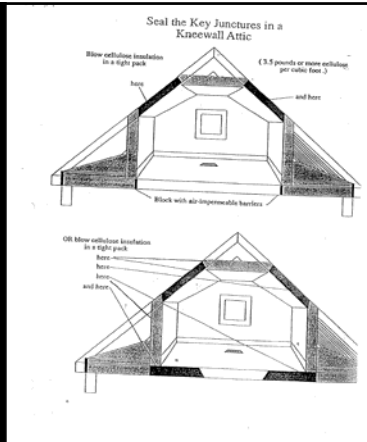 Seal the Key Junctures in a
Kneewall Attic
Blow cellulose insulation
in a tight pack
here
(3.5 pounds or more cellulose
per cubic foot.)
and here
Block with air-impermeable barriers
OR blow cellulose insulation
in a tight pack
here
here
here
and here